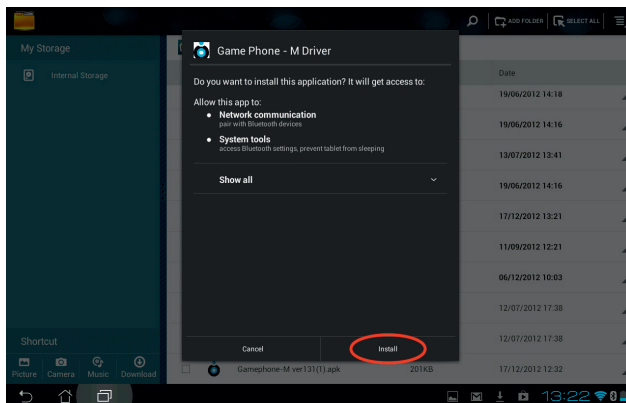 ADD FOLDER
SELECT ALL
My Storage
Internal Storage
Game Phone - M Driver
Do you want to install this application? It will get access to:
Allow this app to:
Network communication
pair with Bluetooth devices
System tools
access Bluetooth settings, prevent tablet from sleeping
Show all
Cancel
Install
Date
19/06/2012 14:18
19/06/2012 14:16
13/07/2012 13:41
19/06/2012 14:16
17/12/2012 13:21
11/09/2012 12:21
06/12/2012 10:03
12/07/2012 17:38
12/07/2012 17:38
Gamephone-M ver131(1).apk 201KB 17/12/2012 12:32
Shortcut
Picture Camera Music Download
13:22